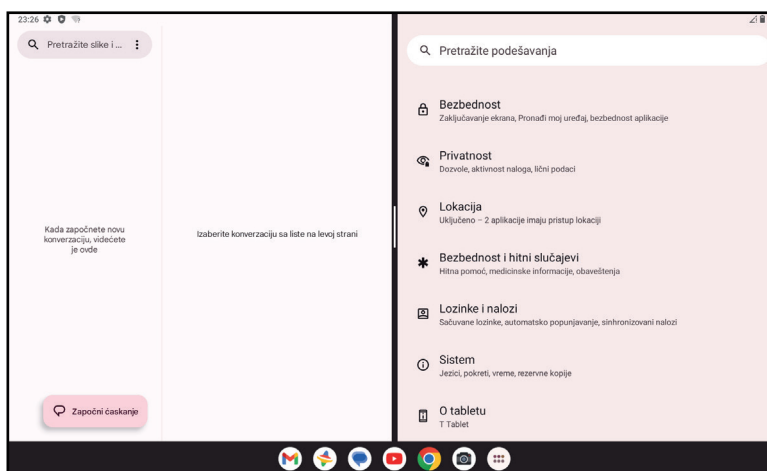 23:26
Pretražite slike i ...
Kada započnete novu
konverzaciju, videćete
je ovde
Izaberite konverzaciju sa liste na levoj strani
Započni ćaskanje
Pretražite podešavanja
Bezbednost
Zaključavanje ekrana, Pronađi moj uređaj, bezbednost aplikacije
Privatnost
Dozvole, aktivnost naloga, lični podaci
Lokacija
Uključeno – 2 aplikacije imaju pristup lokaciji
Bezbednost i hitni slučajevi
Hitna pomoć, medicinske informacije, obaveštenja
Lozinke i nalozi
Sačuvane lozinke, automatsko popunjavanje, sinhronizovani nalozi
Sistem
Jezici, pokreti, vreme, rezervne kopije
O tabletu
T Tablet